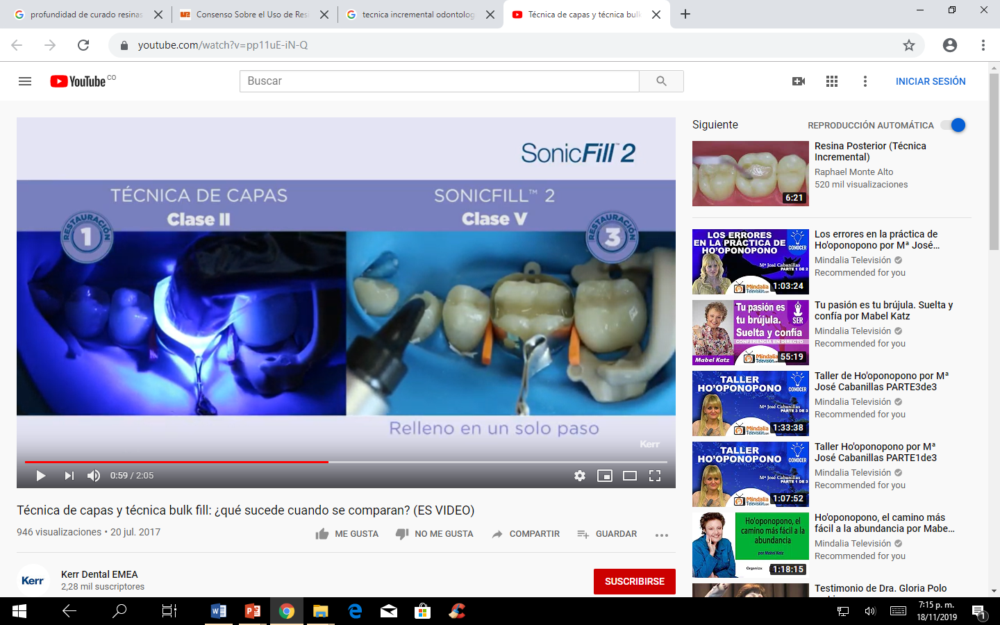 profundidad de curado resinas
Consenso Sobre el Uso de Res
tecnica incremental odontolog
Técnica de capas y técnica bulk
youtube.com/watch?v=pp11uE-iN-Q
YouTube CO
Buscar
INICIAR SESIÓN
SonicFill™ 2
TÉCNICA DE CAPAS
Clase II
RESTAURACIÓN
1
SONICFILL™ 2
Clase V
RESTAURACIÓN
3
Relleno en un solo paso
Kerr
0:59 / 2:05
Técnica de capas y técnica bulk fill: ¿qué sucede cuando se comparan? (ES VIDEO)
946 visualizaciones • 20 jul. 2017
ME GUSTA
NO ME GUSTA
COMPARTIR
GUARDAR
Kerr
Kerr Dental EMEA
2,28 mil suscriptores
SUSCRIBIRSE
Siguiente
REPRODUCCIÓN AUTOMÁTICA
6:21
Resina Posterior (Técnica
Incremental)
Raphael Monte Alto
520 mil visualizaciones
LOS ERRORES
EN LA PRÁCTICA DE
HO'OPONOPONO
CONOCER
Mª José Cabanillas
PARTE 1 DE 2
Mindalia
Televisión.com
1:03:24
Los errores en la práctica de
Ho'oponopono por Mª José...
Mindalia Televisión
Recommended for you
Tu pasión es
tu brújula.
Suelta y confía
SER
CONFERENCIA EN DIRECTO
Mabel Katz
Mindalia
Televisión
55:19
Tu pasión es tu brújula. Suelta y
confía por Mabel Katz
Mindalia Televisión
Recommended for you
TALLER
HO'OPONOPONO
CONOCER
Mª José Cabanillas
PARTE 3 DE 3
Mindalia
Televisión.com
1:33:38
Taller de Ho'oponopono por Mª
José Cabanillas PARTE3de3
Mindalia Televisión
Recommended for you
TALLER
HO'OPONOPONO
CONOCER
Mª José Cabanillas
PARTE 1 DE 3
Mindalia
Televisión.com
1:07:52
Taller Ho'oponopono por Mª
José Cabanillas PARTE1de3
Mindalia Televisión
Recommended for you
Ho'oponopono, el
camino más fácil a la
abundancia
por Mabel Katz
Organiza:
1:18:15
Ho'oponopono, el camino más
fácil a la abundancia por Mabe...
Mindalia Televisión
Recommended for you
Testimonio de Dra. Gloria Polo
7:15 p. m.
18/11/2019
1